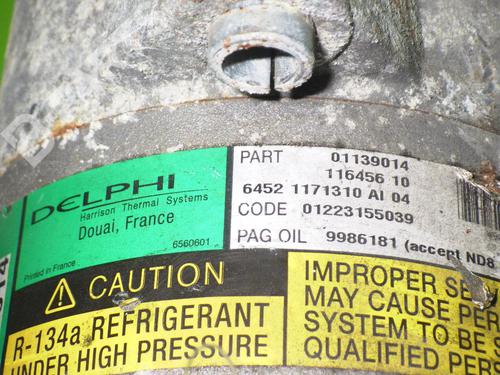 DELPHI
Harrison Thermal Systems
Douai, France
6560601
Printed in France
PART 01139014
116456 10
6452 1171310 AI 04
CODE 01223155039
PAG OIL 9986181 (accept ND8
CAUTION
R-134a REFRIGERANT
UNDER HIGH PRESSURE
IMPROPER
MAY CAUSE PER
SYSTEM TO BE
QUALIFIED PER